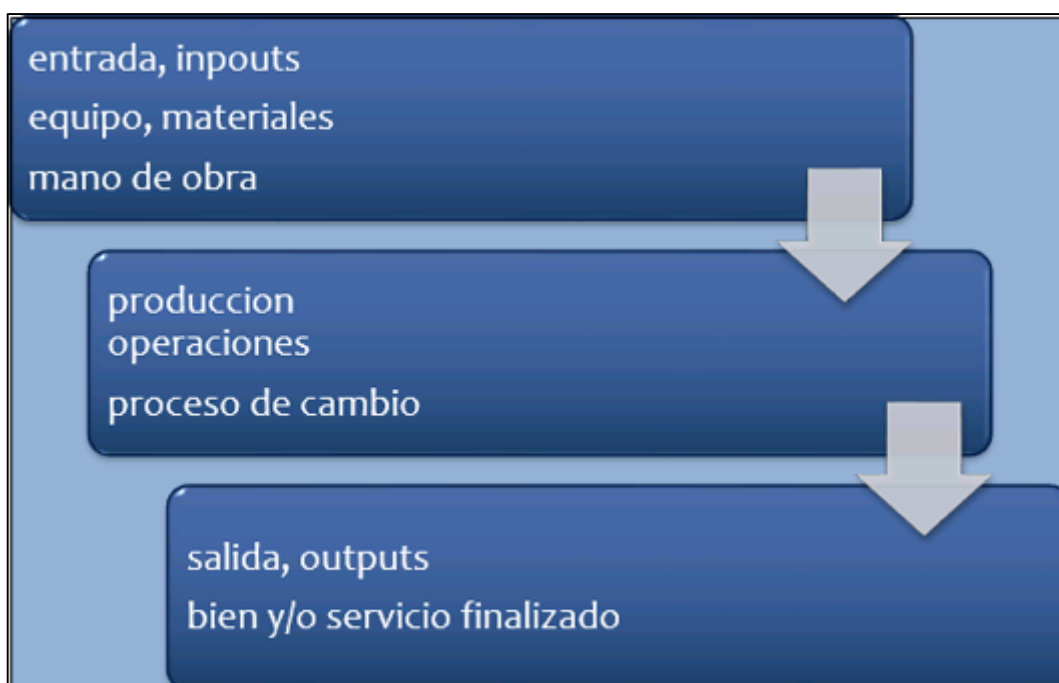 entrada, inpouts
equipo, materiales
mano de obra
produccion
operaciones
proceso de cambio
salida, outputs
bien y/o servicio finalizado